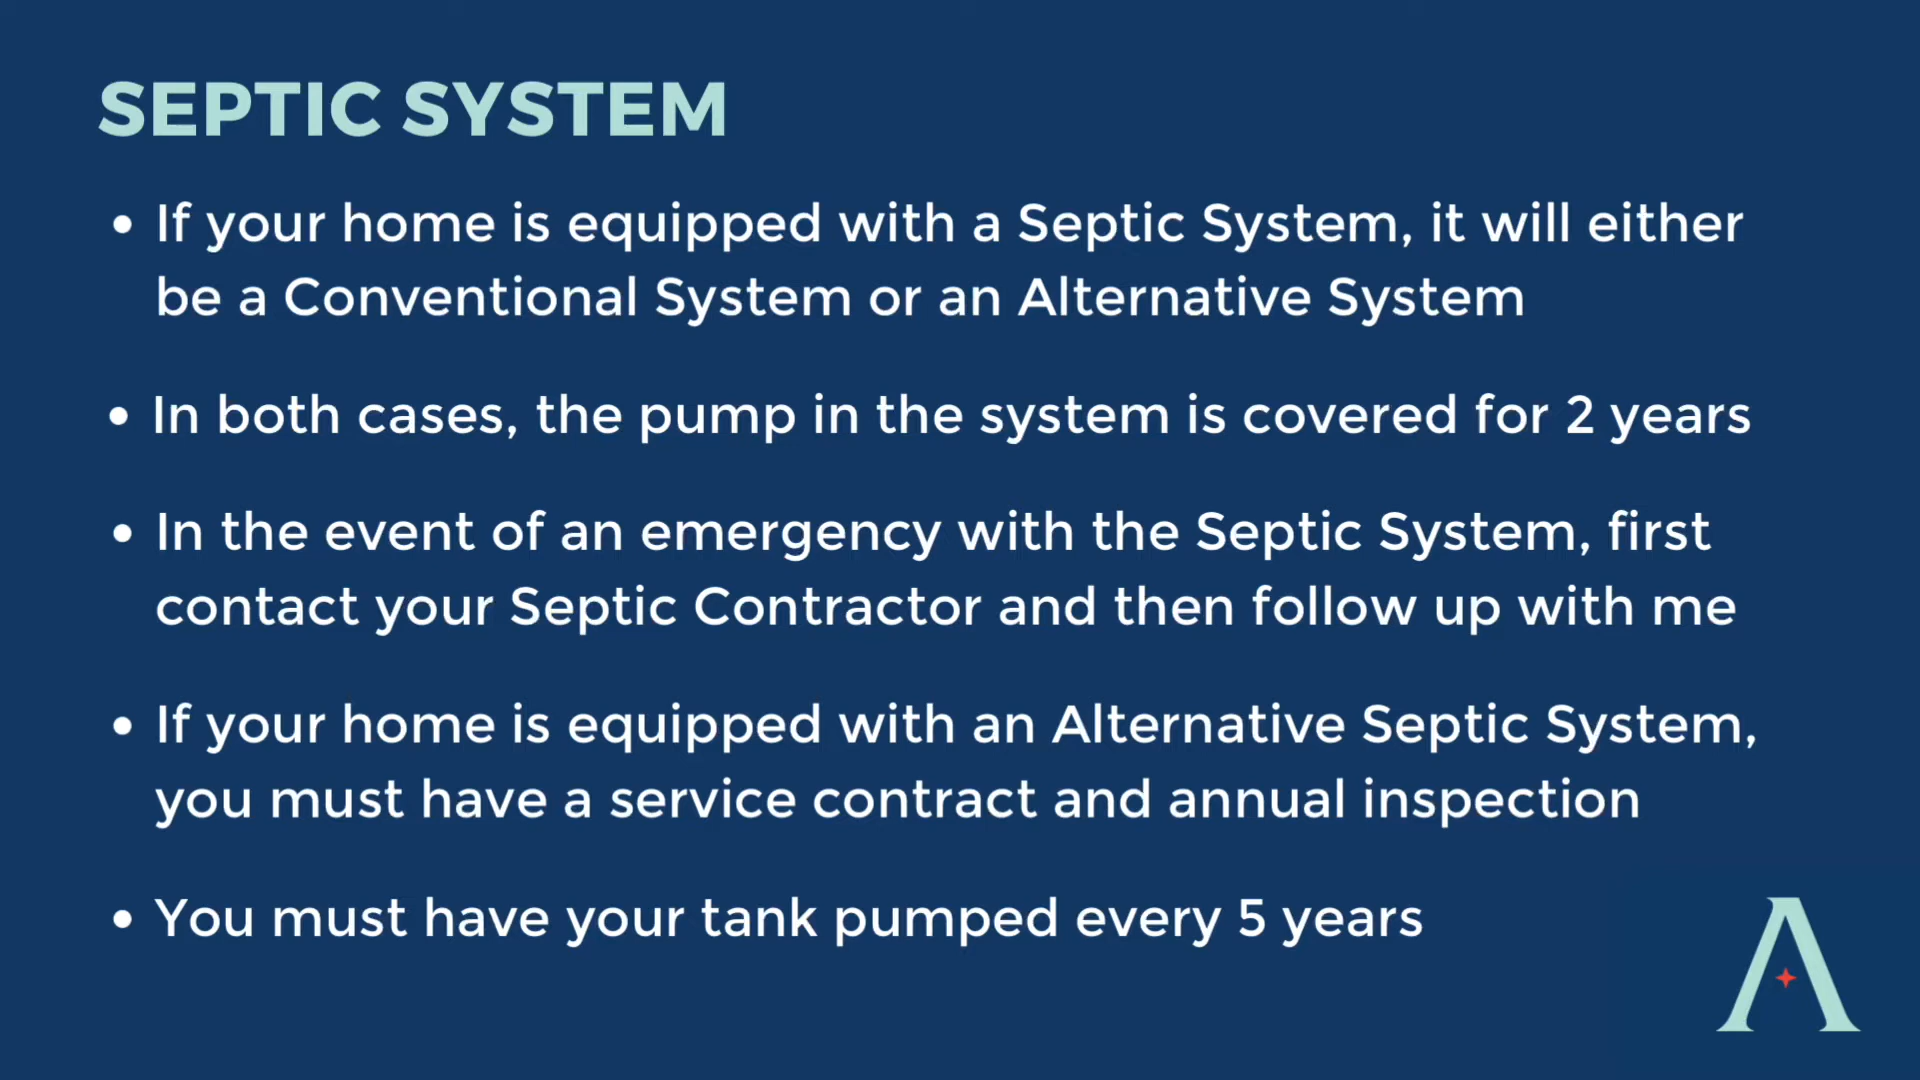 SEPTIC SYSTEM
• If your home is equipped with a Septic System, it will either
be a Conventional System or an Alternative System
• In both cases, the pump in the system is covered for 2 years
• In the event of an emergency with the Septic System, first
contact your Septic Contractor and then follow up with me
• If your home is equipped with an Alternative Septic System,
you must have a service contract and annual inspection
• You must have your tank pumped every 5 years